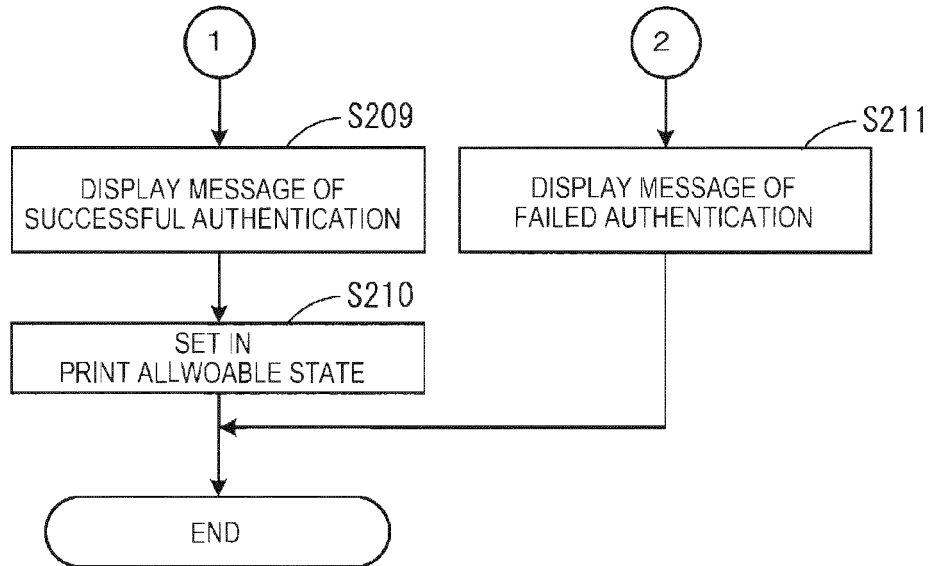 1
2
S209
S211
DISPLAY MESSAGE OF
SUCCESSFUL AUTHENTICATION
DISPLAY MESSAGE OF
FAILED AUTHENTICATION
S210
SET IN
PRINT ALLWOABLE STATE
END